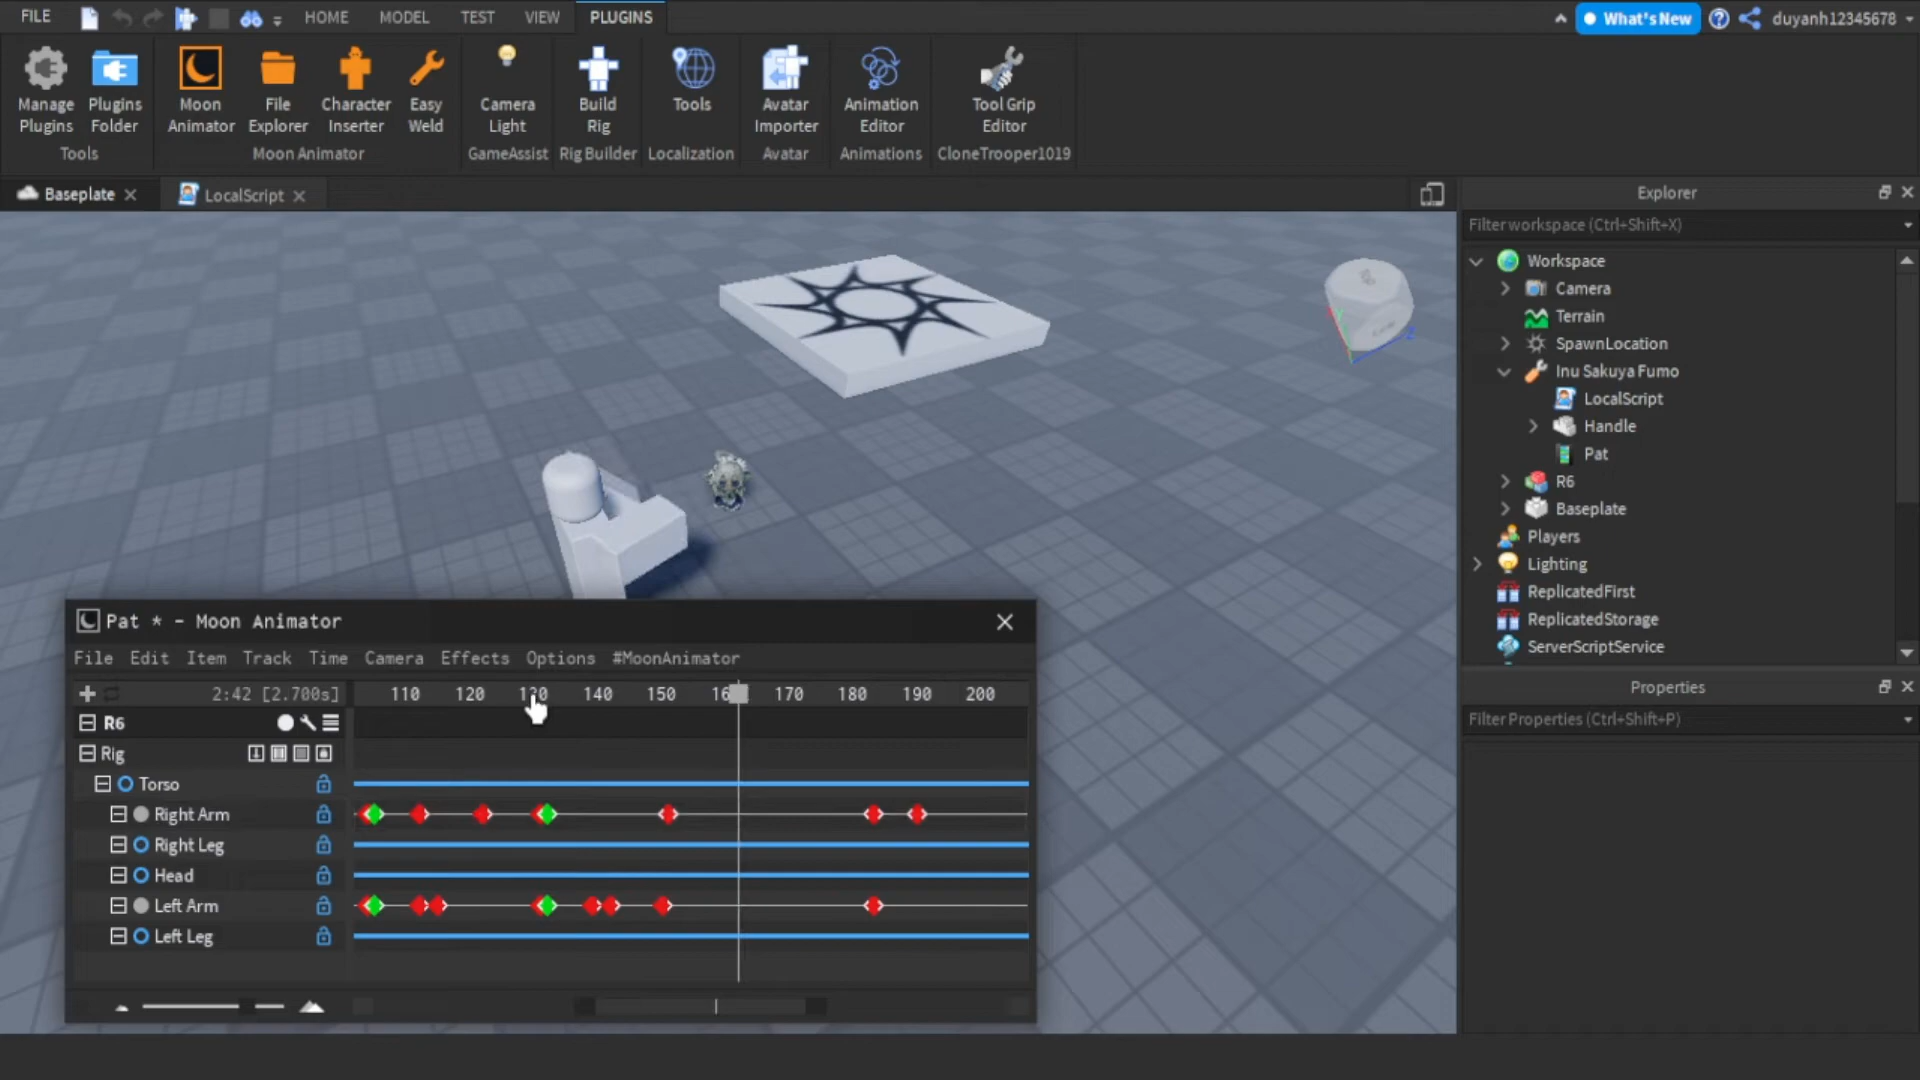 FILE HOME MODEL TEST VIEW PLUGINS What's New duyanh12345678
Manage Plugins
Plugins Folder
Moon Animator
File Explorer
Character Inserter
Easy Weld
Camera Light
Build Rig
Tools
Avatar Importer
Animation Editor
Tool Grip Editor
Tools Moon Animator GameAssist Rig Builder Localization Avatar Animations CloneTrooper1019
Baseplate LocalScript
Explorer
Filter workspace (Ctrl+Shift+X)
Workspace
Camera
Terrain
SpawnLocation
Inu Sakuya Fumo
LocalScript
Handle
Pat
R6
Baseplate
Players
Lighting
ReplicatedFirst
ReplicatedStorage
ServerScriptService
Properties
Filter Properties (Ctrl+Shift+P)
Pat * - Moon Animator
File Edit Item Track Time Camera Effects Options #MoonAnimator
2:42 [2.700s] 110 120 130 140 150 170 180 190 200
R6
Rig
Torso
Right Arm
Right Leg
Head
Left Arm
Left Leg